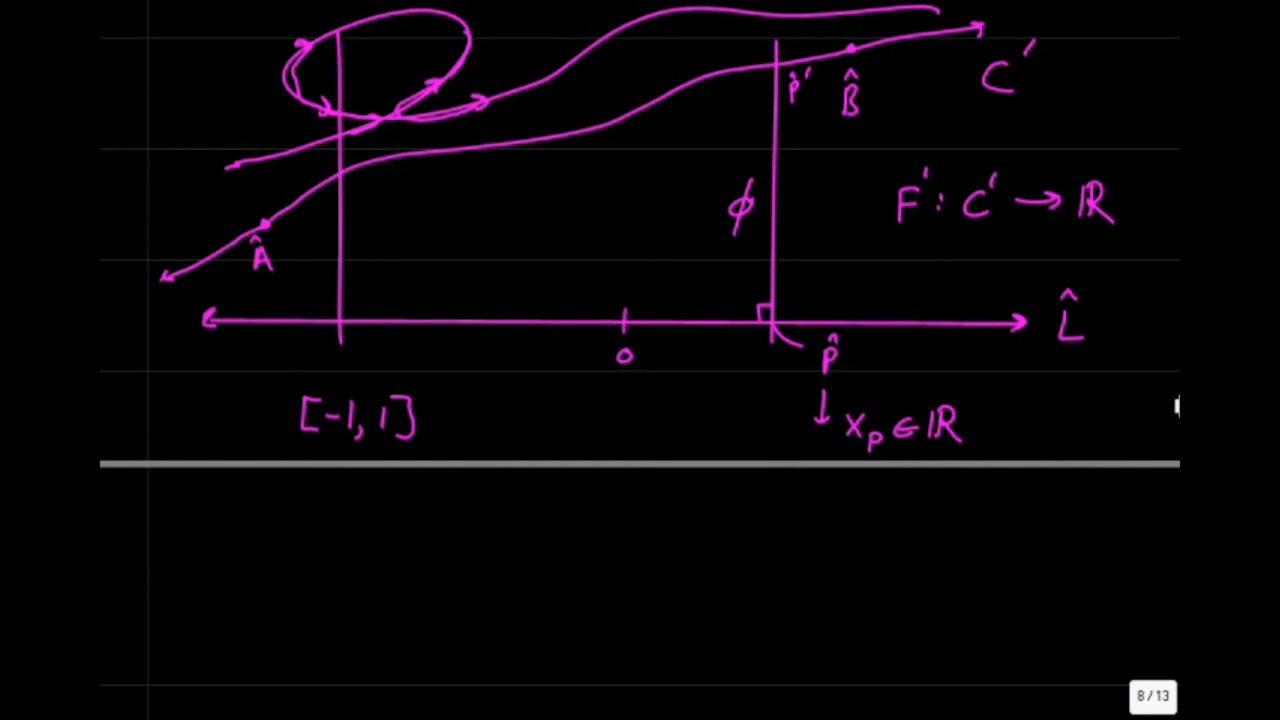 C'
p' B̂
ϕ F' : C' → ℝ
Â
L̂
0 p̂
[-1, 1] ↓ x_p ∈ ℝ
8 / 13